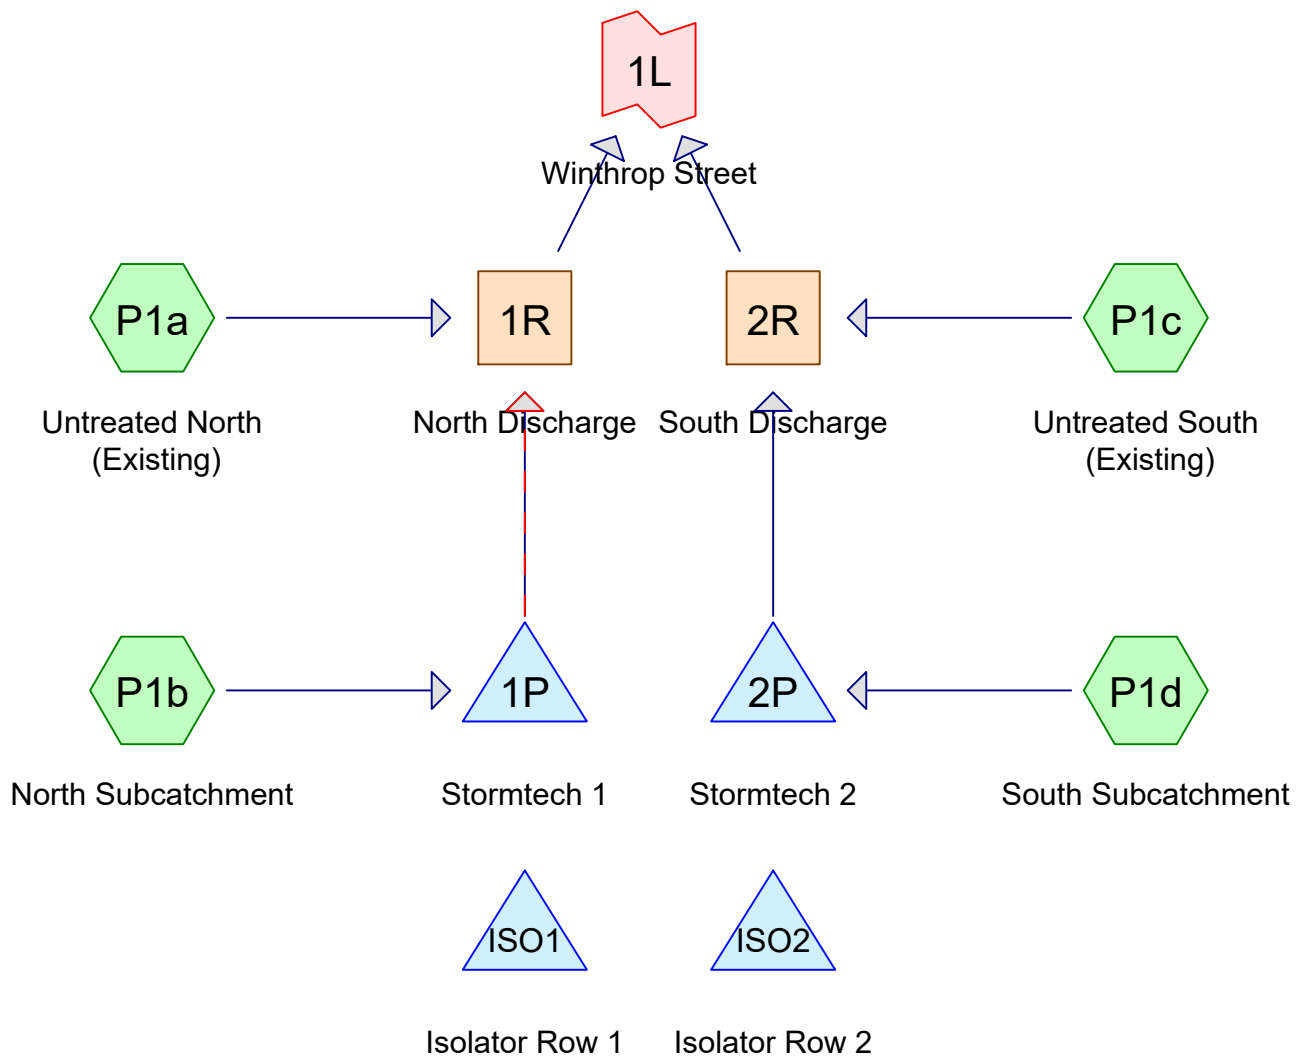 1L
Winthrop Street
P1a
1R
2R
P1c
Untreated North
(Existing)
North Discharge
South Discharge
Untreated South
(Existing)
P1b
1P
2P
P1d
North Subcatchment
Stormtech 1
Stormtech 2
South Subcatchment
ISO1
ISO2
Isolator Row 1
Isolator Row 2